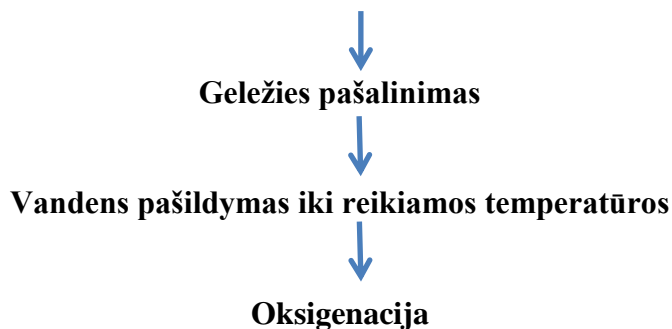 Geležies pašalinimas
Vandens pašildymas iki reikiamos temperatūros
Oksigenacija